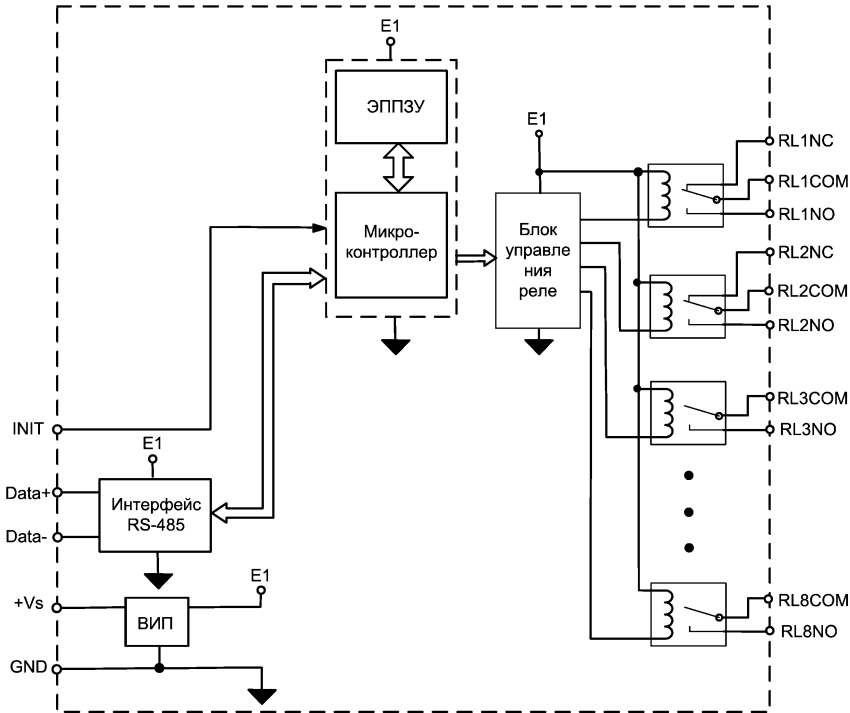 E1
ЭППЗУ
Микро-
контроллер
E1
Блок
управле
ния
реле
RL1NC
RL1COM
RL1NO
RL2NC
RL2COM
RL2NO
RL3COM
RL3NO
RL8COM
RL8NO
INIT
E1
Data+
Data-
Интерфейс
RS-485
E1
+Vs
ВИП
GND